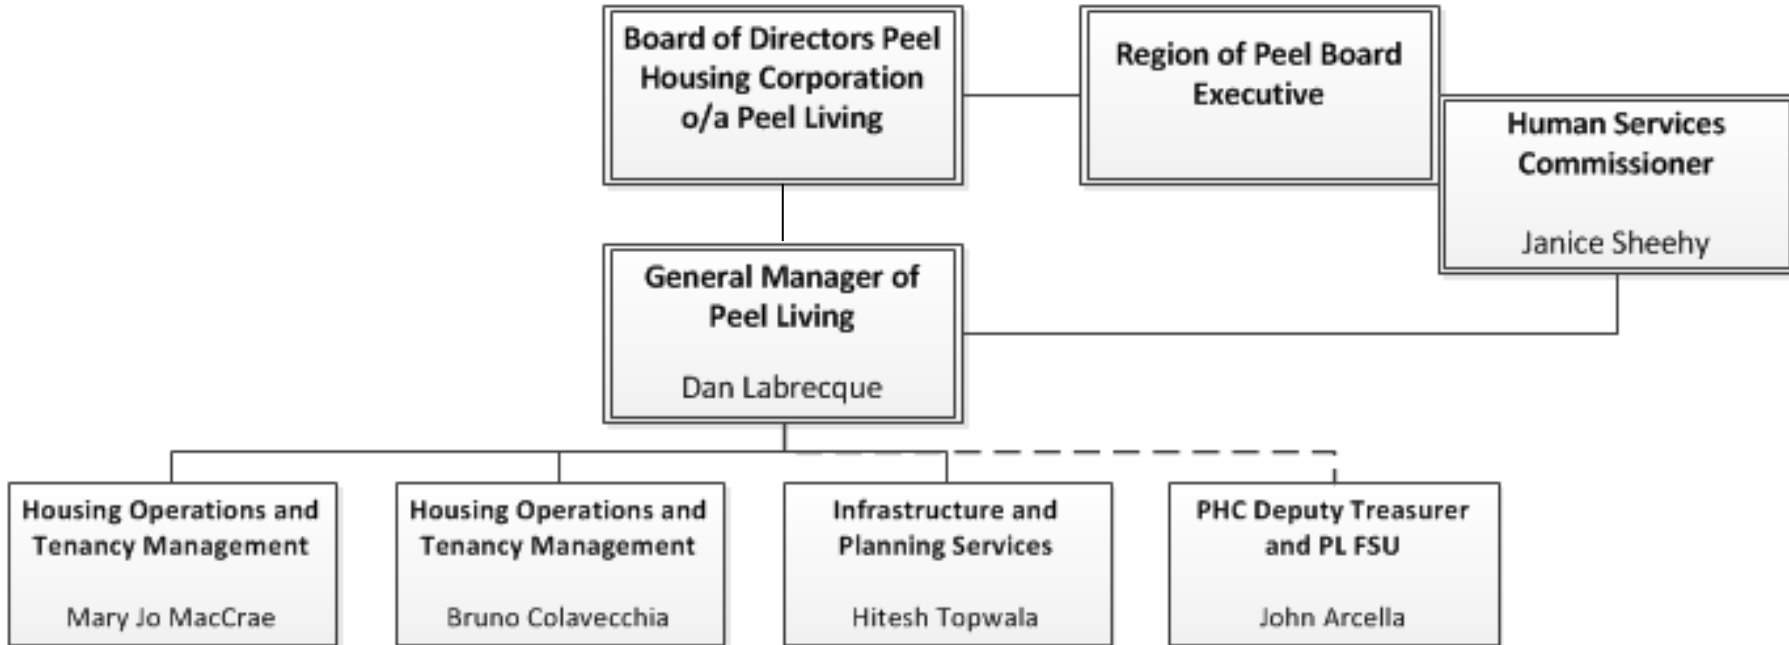 Board of Directors Peel
Housing Corporation
o/a Peel Living
Region of Peel Board
Executive
Human Services
Commissioner
Janice Sheehy
General Manager of
Peel Living
Dan Labrecque
Housing Operations and
Tenancy Management
Mary Jo MacCrae
Housing Operations and
Tenancy Management
Bruno Colavecchia
Infrastructure and
Planning Services
Hitesh Topwala
PHC Deputy Treasurer
and PL FSU
John Arcella